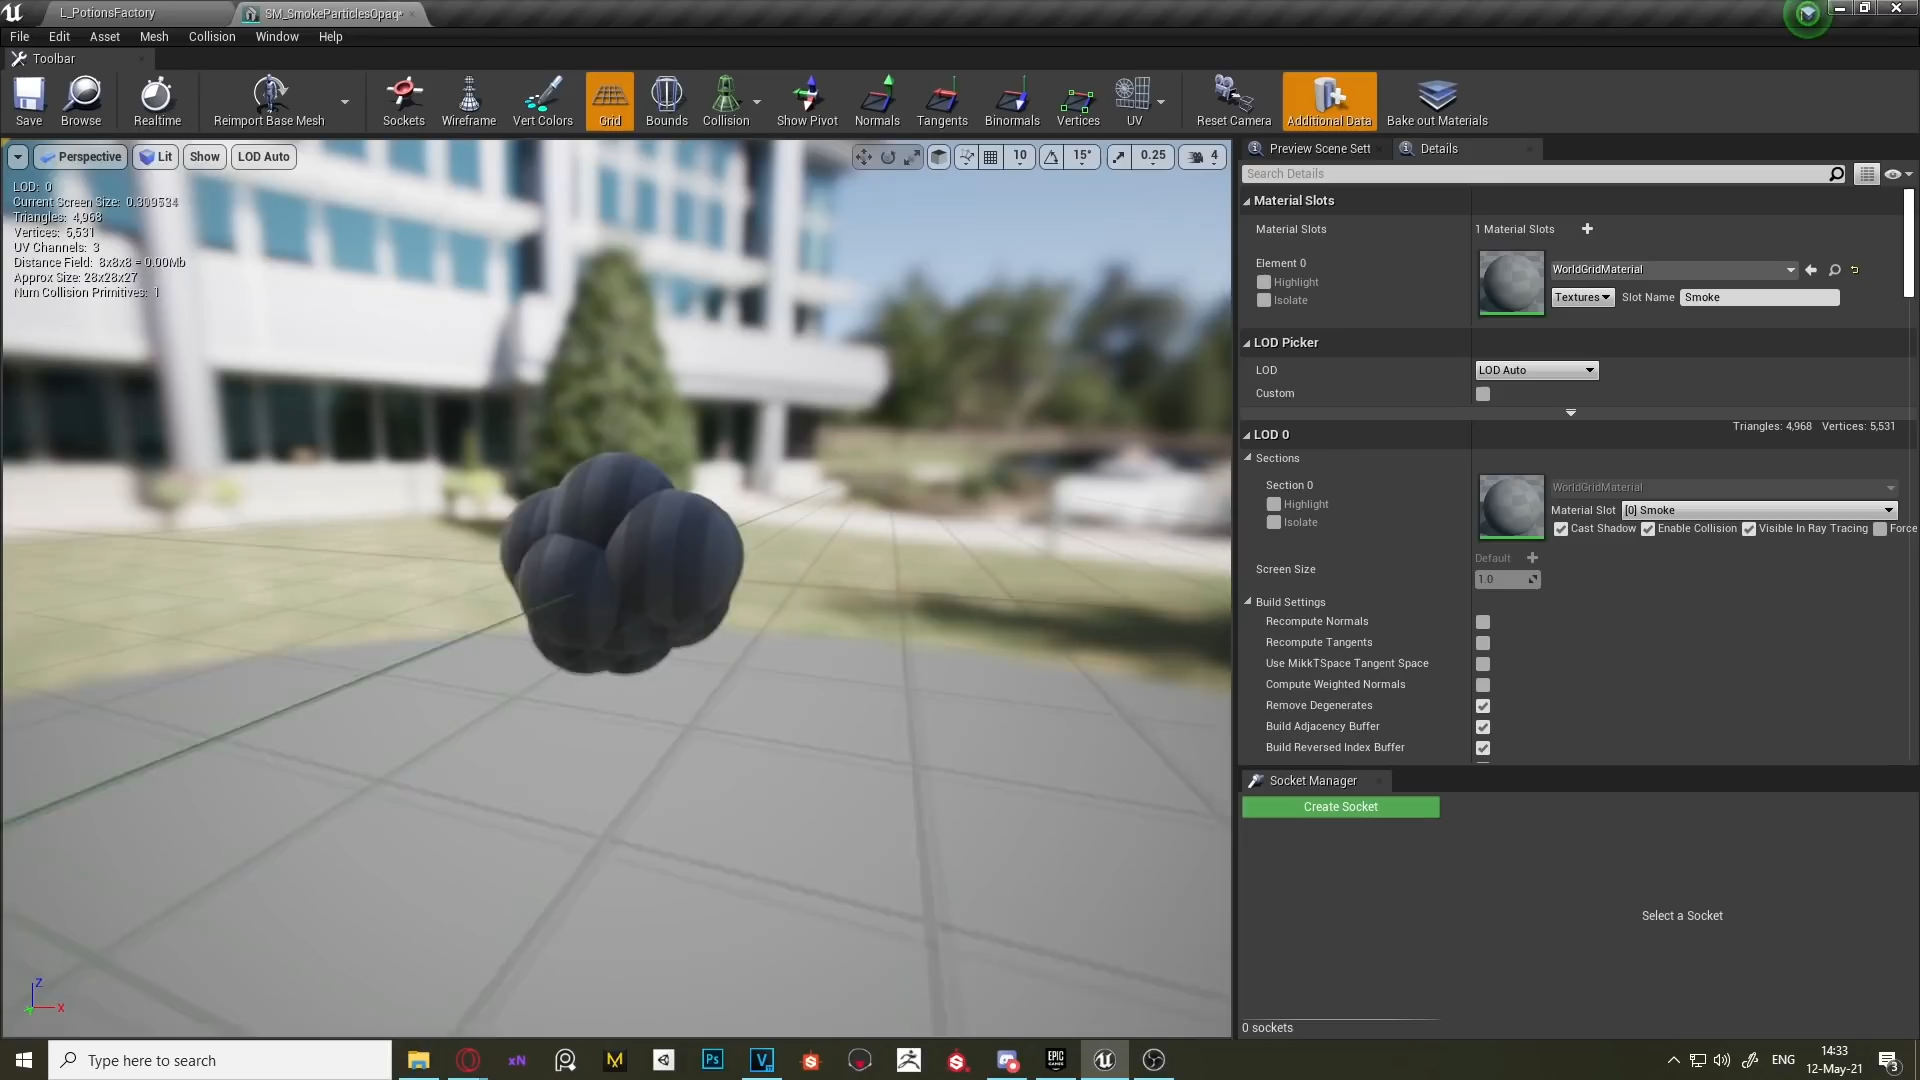 L_PotionsFactory
SM_SmokeParticlesOpaq*
File Edit Asset Mesh Collision Window Help
Toolbar
Save Browse Realtime Reimport Base Mesh Sockets Wireframe Vert Colors Grid Bounds Collision Show Pivot Normals Tangents Binormals Vertices UV Reset Camera Additional Data Bake out Materials
Perspective Lit Show LOD Auto 10 15° 0.25 4
LOD: 0
Current Screen Size: 0.309524
Triangles: 4,968
Vertices: 5,531
UV Channels: 3
Distance Field: 8x8x8 = 0.00Mb
Approx Size: 28x28x27
Num Collision Primitives: 1
Z
X
Preview Scene Sett Details
Search Details
Material Slots
Material Slots 1 Material Slots
Element 0
WorldGridMaterial
Highlight
Isolate
Textures Slot Name Smoke
LOD Picker
LOD LOD Auto
Custom
Triangles: 4,968 Vertices: 5,531
LOD 0
Sections
Section 0 WorldGridMaterial
Highlight Material Slot [0] Smoke
Isolate Cast Shadow Enable Collision Visible In Ray Tracing Force
Default
Screen Size
1.0
Build Settings
Recompute Normals
Recompute Tangents
Use MikkTSpace Tangent Space
Compute Weighted Normals
Remove Degenerates
Build Adjacency Buffer
Build Reversed Index Buffer
Socket Manager
Create Socket
Select a Socket
0 sockets
Type here to search
xN
Ps
EPIC GAMES
ENG
14:33
12-May-21
3